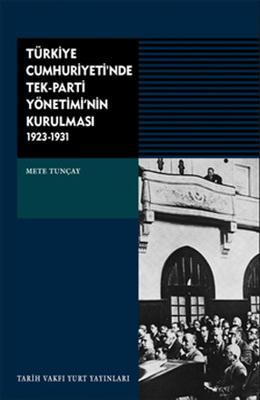 TÜRKİYE
CUMHURİYETİ'NDE
TEK-PARTİ
YÖNETİMİ'NİN
KURULMASI
1923-1931
METE TUNÇAY
TARİH VAKFI YURT YAYINLARI